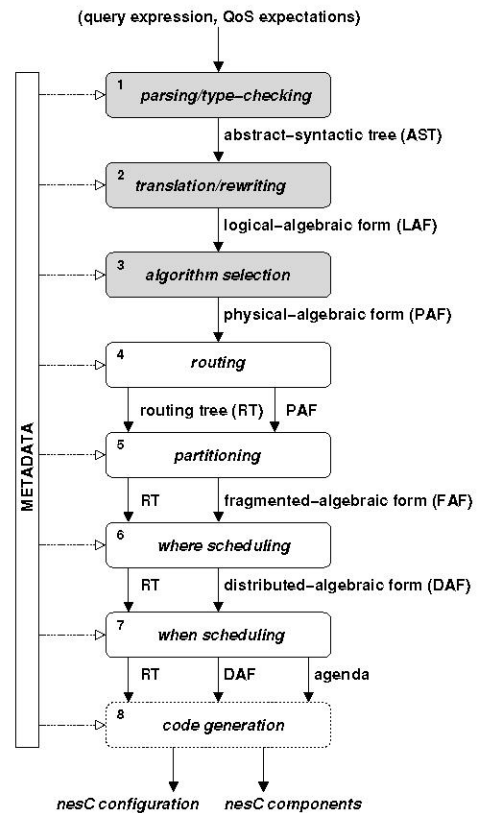 (query expression, QoS expectations)
1
parsing/type-checking
abstract-syntactic tree (AST)
2
translation/rewriting
logical-algebraic form (LAF)
3
algorithm selection
physical-algebraic form (PAF)
4
routing
routing tree (RT) PAF
5
partitioning
METADATA
RT fragmented-algebraic form (FAF)
6
where scheduling
RT distributed-algebraic form (DAF)
7
when scheduling
RT DAF agenda
8
code generation
nesC configuration nesC components